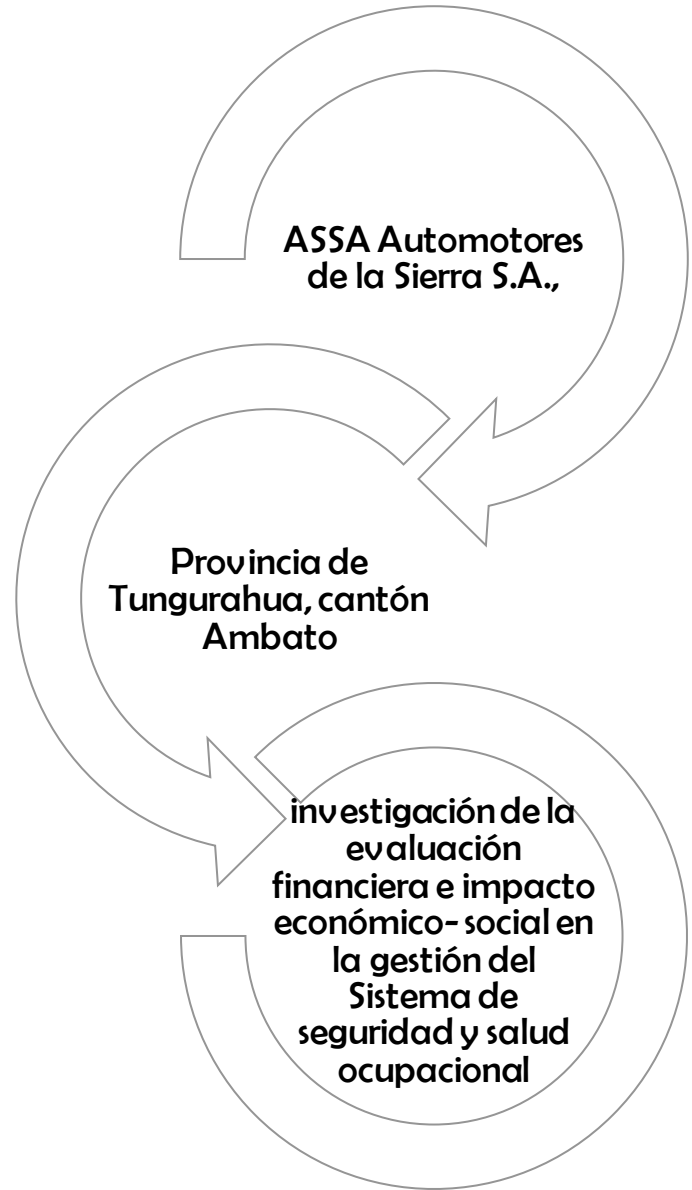 ASSA Automotores
de la Sierra S.A.,
Provincia de
Tungurahua, cantón
Ambato
investigación de la
evaluación
financiera e impacto
económico- social en
la gestión del
Sistema de
seguridad y salud
ocupacional